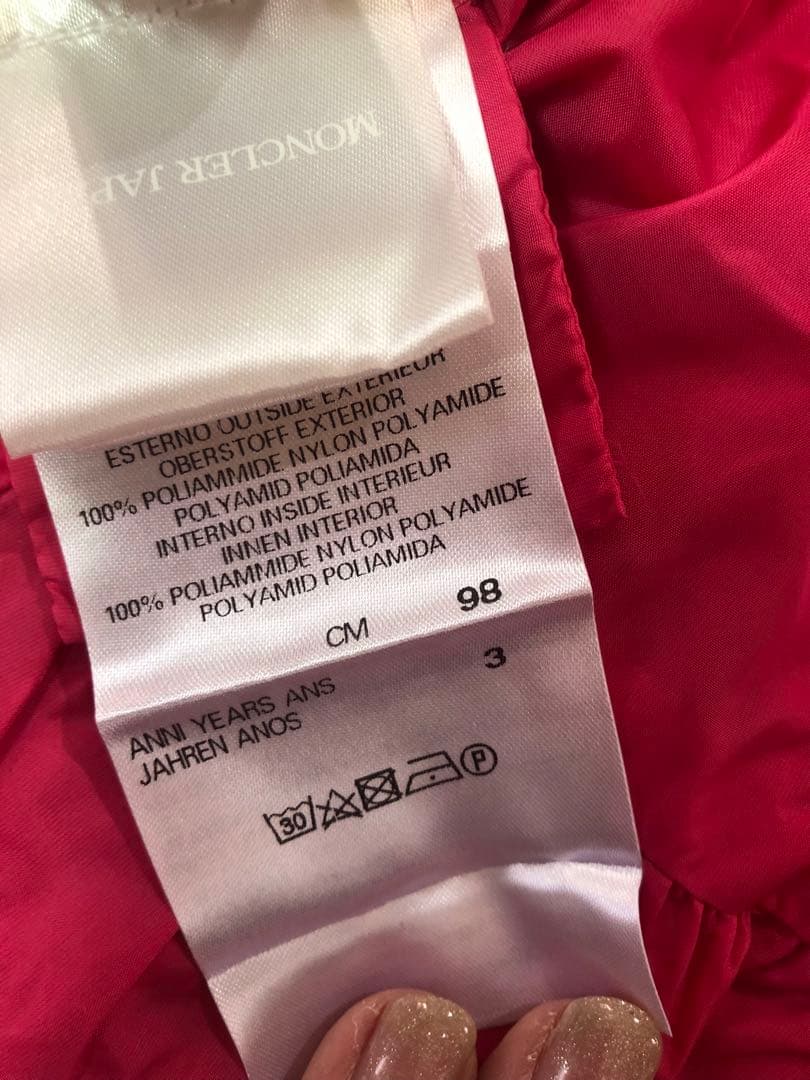 MONCLER JAP
ESTERNO OUTSIDE EXTERIEUR
OBERSTOFF EXTERIOR
100% POLIAMMIDE NYLON POLYAMIDE
POLYAMID POLIAMIDA
INTERNO INSIDE INTERIEUR
INNEN INTERIOR
100% POLIAMMIDE NYLON POLYAMIDE
POLYAMID POLIAMIDA
CM 98
3
ANNI YEARS ANS
JAHREN ANOS
30 P